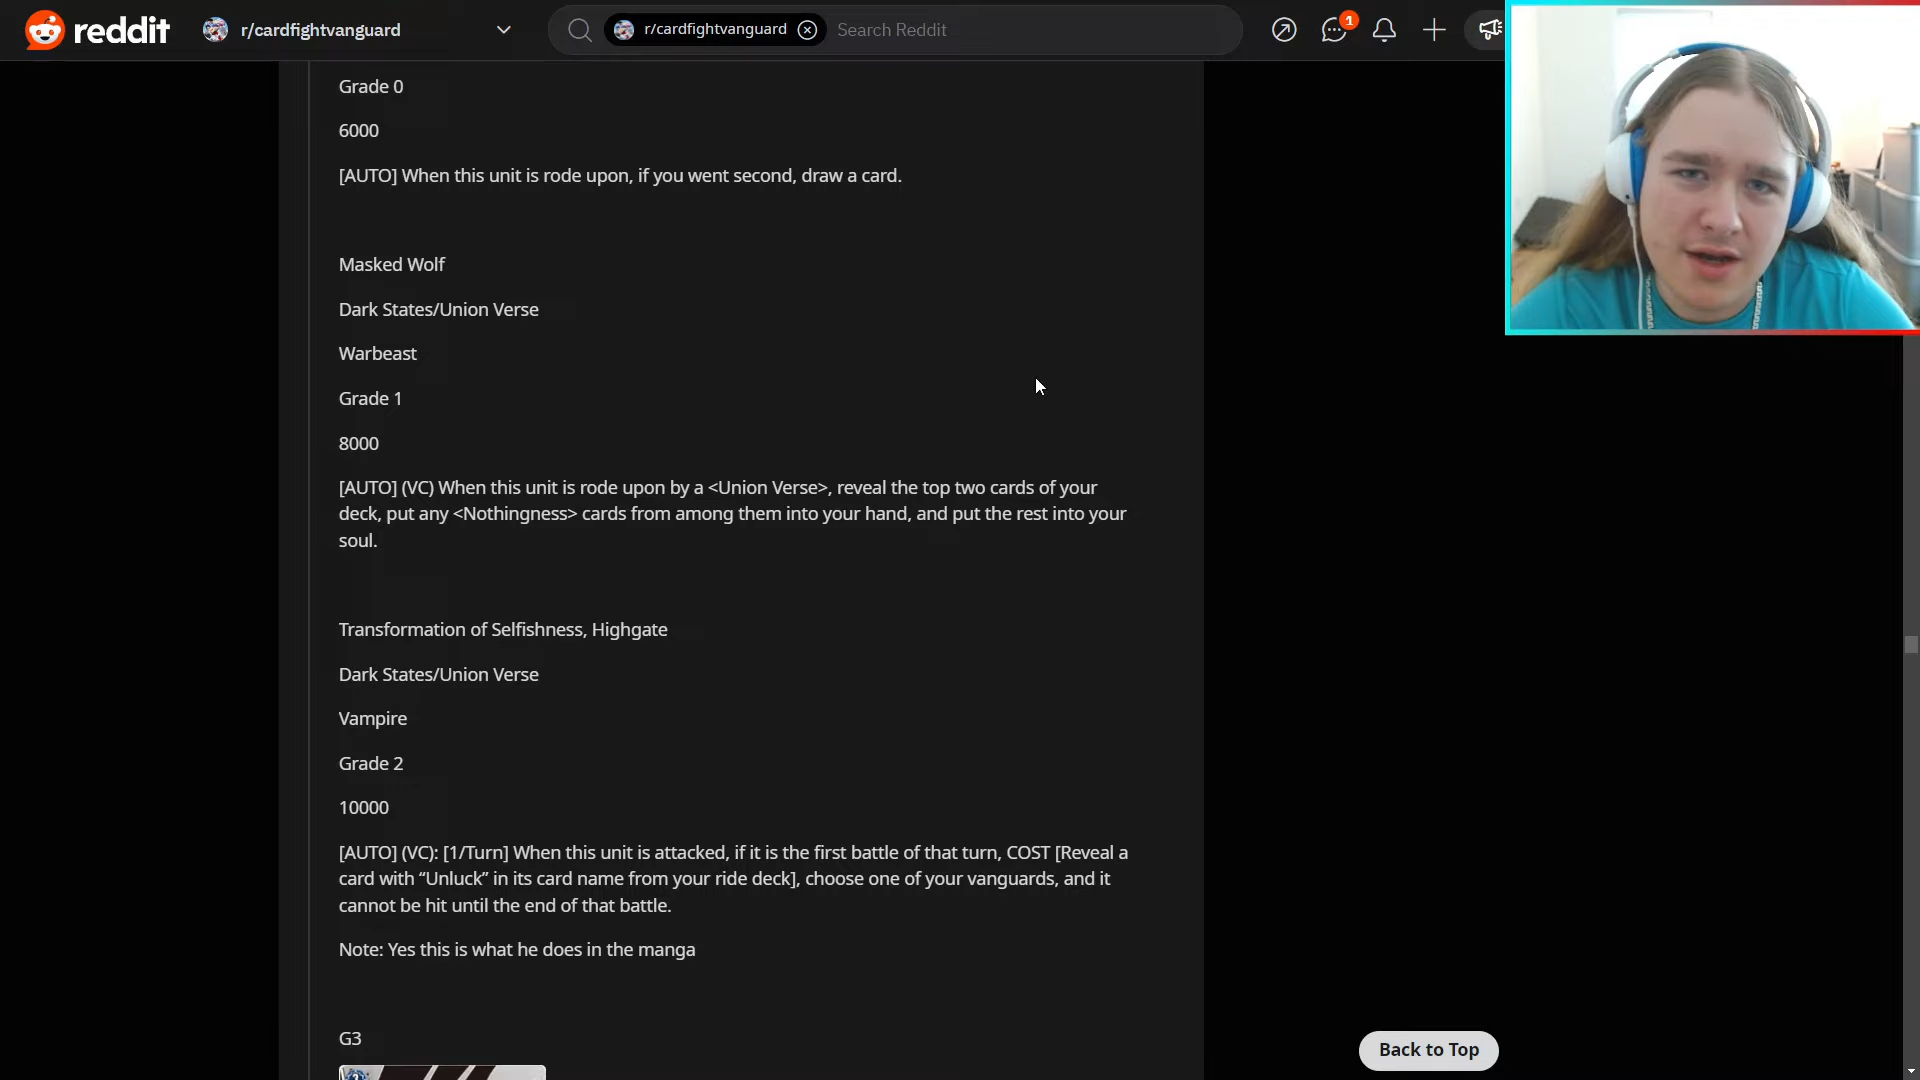 reddit
r/cardfightvanguard
r/cardfightvanguard
Search Reddit
1
Grade 0
6000
[AUTO] When this unit is rode upon, if you went second, draw a card.
Masked Wolf
Dark States/Union Verse
Warbeast
Grade 1
8000
[AUTO] (VC) When this unit is rode upon by a <Union Verse>, reveal the top two cards of your
deck, put any <Nothingness> cards from among them into your hand, and put the rest into your
soul.
Transformation of Selfishness, Highgate
Dark States/Union Verse
Vampire
Grade 2
10000
[AUTO] (VC): [1/Turn] When this unit is attacked, if it is the first battle of that turn, COST [Reveal a
card with “Unluck” in its card name from your ride deck], choose one of your vanguards, and it
cannot be hit until the end of that battle.
Note: Yes this is what he does in the manga
G3
Back to Top